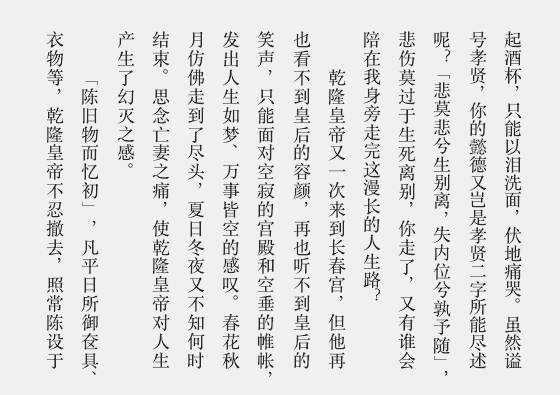 起酒杯，只能以泪洗面，伏地痛哭。虽然谥
号孝贤，你的懿德又岂是孝贤二字所能尽述
呢？「悲莫悲兮生别离，失内位兮孰予随」，
悲伤莫过于生死离别，你走了，又有谁会
陪在我身旁走完这漫长的人生路？
乾隆皇帝又一次来到长春宫，但他再
也看不到皇后的容颜，再也听不到皇后的
笑声，只能面对空寂的宫殿和空垂的帷帐，
发出人生如梦、万事皆空的感叹。春花秋
月仿佛走到了尽头，夏日冬夜又不知何时
结束。思念亡妻之痛，使乾隆皇帝对人生
产生了幻灭之感。
「陈旧物而忆初」，凡平日所御奁具、
衣物等，乾隆皇帝不忍撤去，照常陈设于